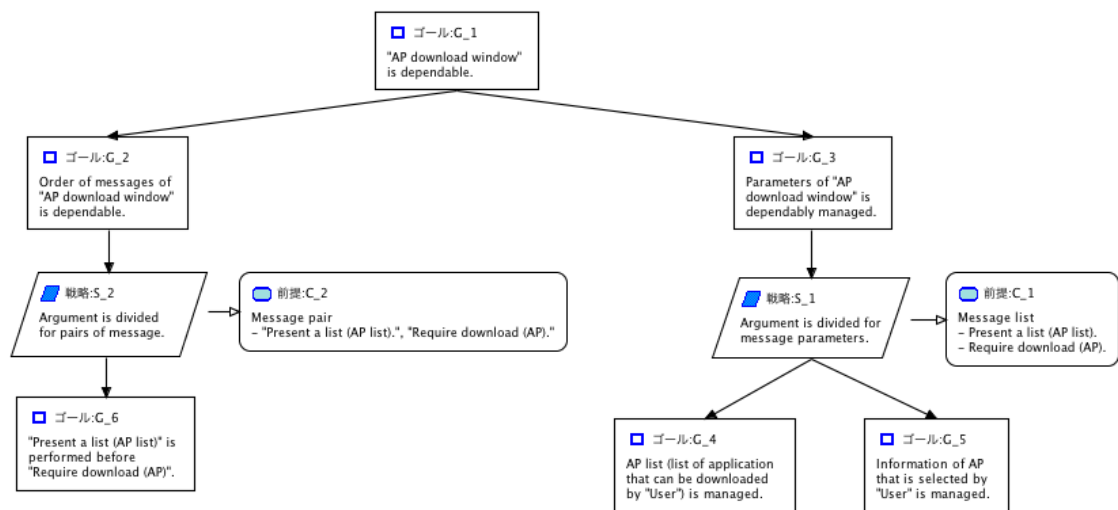 ゴール:G_1
"AP download window"
is dependable.
ゴール:G_2
Order of messages of
"AP download window"
is dependable.
ゴール:G_3
Parameters of "AP
download window" is
dependably managed.
戦略:S_2
Argument is divided
for pairs of message.
前提:C_2
Message pair
– "Present a list (AP list).", "Require download (AP)."
戦略:S_1
Argument is divided for
message parameters.
前提:C_1
Message list
– Present a list (AP list).
– Require download (AP).
ゴール:G_6
"Present a list (AP list)" is
performed before
"Require download (AP)".
ゴール:G_4
AP list (list of application
that can be downloaded
by "User") is managed.
ゴール:G_5
Information of AP
that is selected by
"User" is managed.